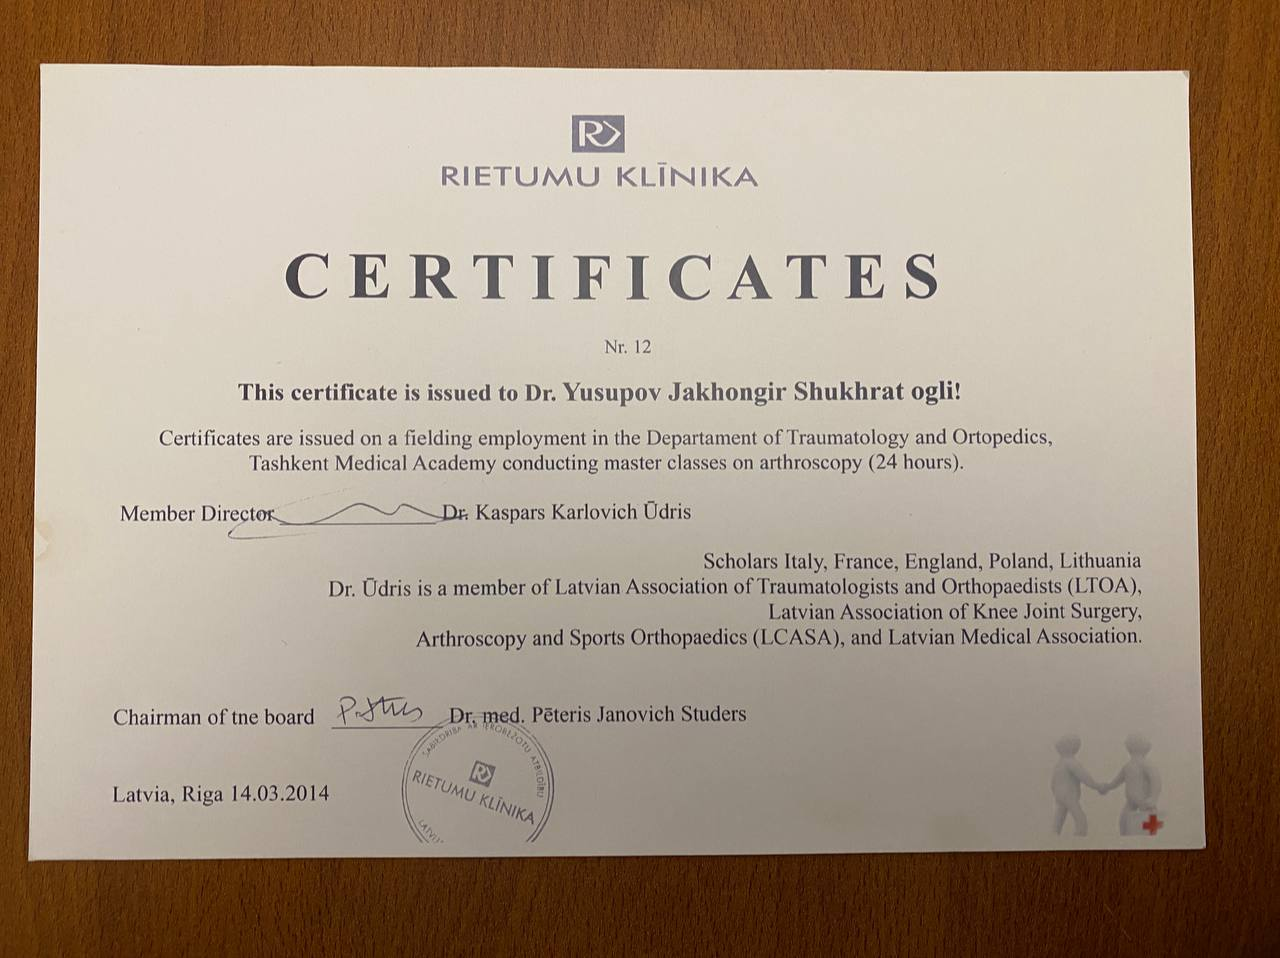 R
RIETUMU KLĪNIKA
CERTIFICATES
Nr. 12
This certificate is issued to Dr. Yusupov Jakhongir Shukhrat ogli!
Certificates are issued on a fielding employment in the Departament of Traumatology and Ortopedics,
Tashkent Medical Academy conducting master classes on arthroscopy (24 hours).
Member Director Dr. Kaspars Karlovich Ūdris
Scholars Italy, France, England, Poland, Lithuania
Dr. Ūdris is a member of Latvian Association of Traumatologists and Orthopaedists (LTOA),
Latvian Association of Knee Joint Surgery,
Arthroscopy and Sports Orthopaedics (LCASA), and Latvian Medical Association.
Chairman of tne board Dr. med. Pēteris Janovich Studers
SABIEDRĪBA AR IEROBEŽOTU ATBILDĪBU
R
RIETUMU KLĪNIKA
Latvia, Riga 14.03.2014